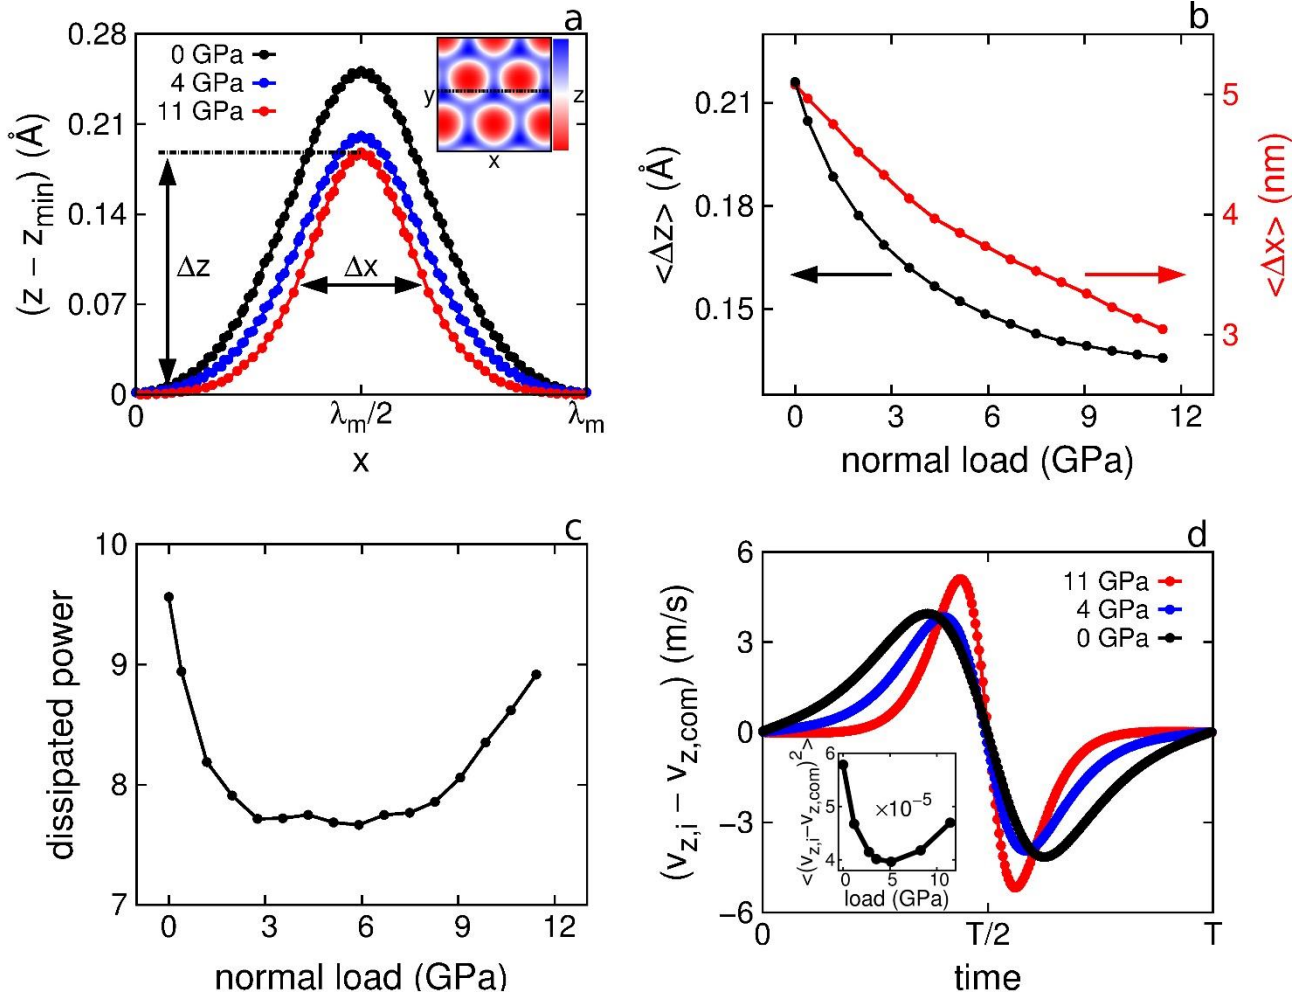 a
0.28
0.21
0.14
0.07
0
(z − z_min) (Å)
0 GPa
4 GPa
11 GPa
y
z
x
Δz
Δx
0
λ_m/2
λ_m
x
b
0.21
0.18
0.15
<Δz> (Å)
5
4
3
<Δx> (nm)
0 3 6 9 12
normal load (GPa)
c
10
9
8
7
dissipated power
0 3 6 9 12
normal load (GPa)
d
6
3
0
−3
−6
(v_z,i − v_z,com) (m/s)
11 GPa
4 GPa
0 GPa
6
5
4
<(v_z,i−v_z,com)²>
×10⁻⁵
0 5 10
load (GPa)
0
T/2
T
time